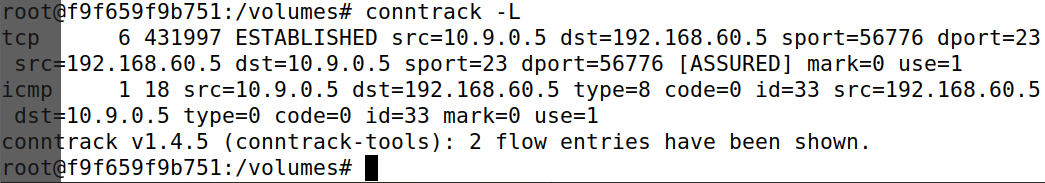 root@f9f659f9b751:/volumes# conntrack -L
tcp      6 431997 ESTABLISHED src=10.9.0.5 dst=192.168.60.5 sport=56776 dport=23
 src=192.168.60.5 dst=10.9.0.5 sport=23 dport=56776 [ASSURED] mark=0 use=1
icmp     1 18 src=10.9.0.5 dst=192.168.60.5 type=8 code=0 id=33 src=192.168.60.5
 dst=10.9.0.5 type=0 code=0 id=33 mark=0 use=1
conntrack v1.4.5 (conntrack-tools): 2 flow entries have been shown.
root@f9f659f9b751:/volumes#